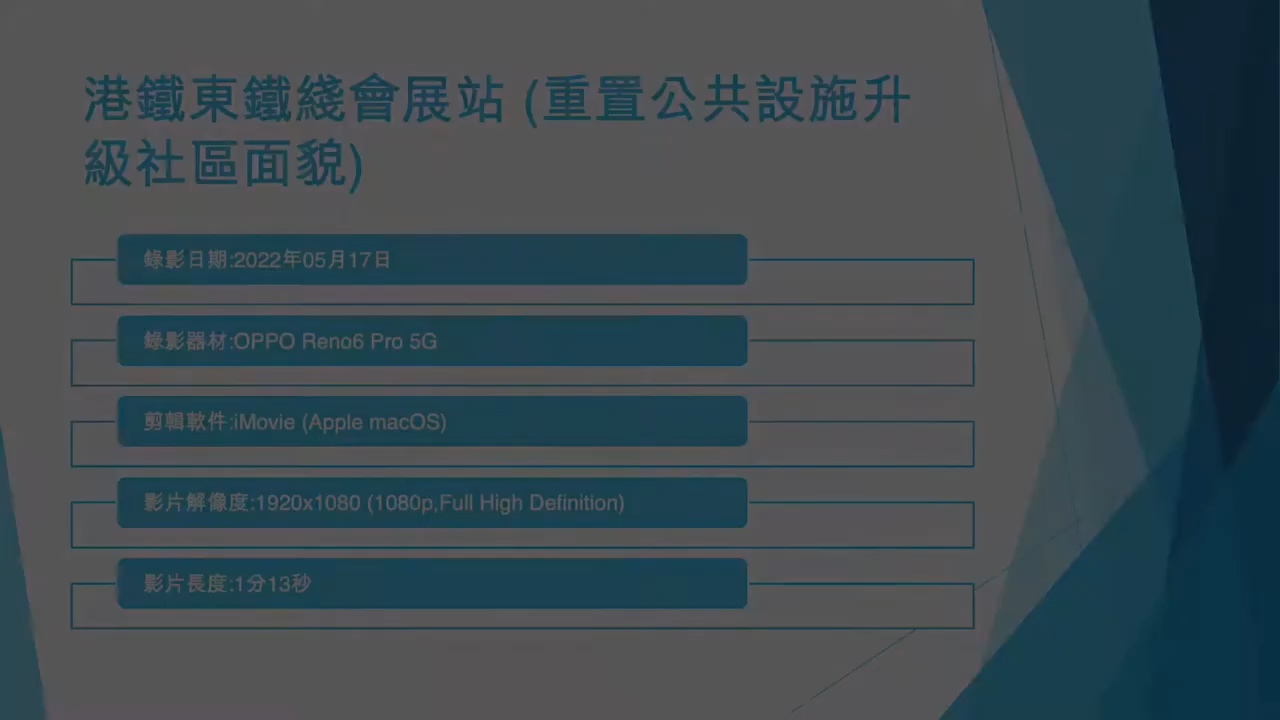 港鐵東鐵綫會展站 (重置公共設施升
級社區面貌)
錄影日期:2022年05月17日
錄影器材:OPPO Reno6 Pro 5G
剪輯軟件:iMovie (Apple macOS)
影片解像度:1920x1080 (1080p,Full High Definition)
影片長度:1分13秒